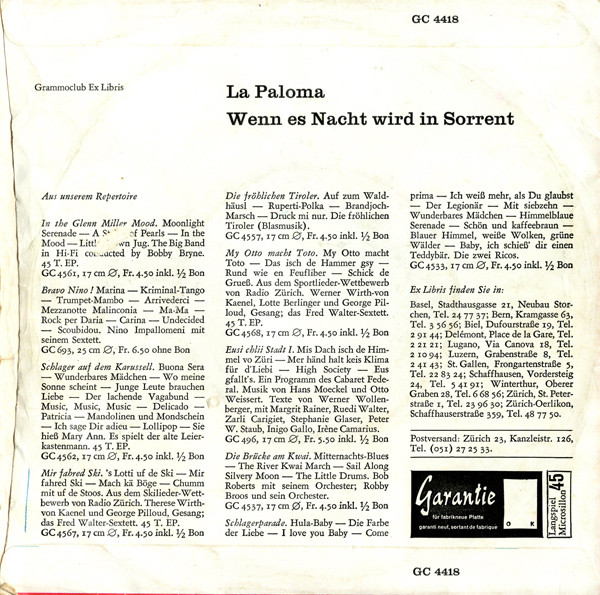 GC 4418
Grammoclub Ex Libris
La Paloma
Wenn es Nacht wird in Sorrent
Aus unserem Repertoire
In the Glenn Miller Mood. Moonlight
Serenade — A of Pearls — In the
Mood — Jug. The Big Band
in Hi-Fi conducted by Bobby Bryne.
45 T. EP.
GC 4561, 17 cm Ø, Fr. 4.50 inkl. ½ Bon
Bravo Nino! Marina — Kriminal-Tango
— Trumpet-Mambo — Arrivederci —
Mezzanotte Malinconia — Ma-Ma —
Rock per Daria — Carina — Undecided
— Scoubidou. Nino Impallomeni mit
seinem Sextett.
GC 693, 25 cm Ø, Fr. 6.50 ohne Bon
Schlager auf dem Karussell. Buona Sera
— Wunderbares Mädchen — Wo meine
Sonne scheint — Junge Leute brauchen
Liebe — Der lachende Vagabund —
Music, Music, Music — Delicado —
Patricia — Mandolinen und Mondschein
— Ich sage Dir adieu — Lollipop — Sie
hieß Mary Ann. Es spielt der alte Leier-
kastenmann. 45 T. EP.
GC 4562, 17 cm Ø, Fr. 4.50 inkl. ½ Bon
Mir fahred Ski. 's Lotti uf de Ski — Mir
fahred Ski — Mach kä Böge — Chumm
mit uf de Stoos. Aus dem Skilieder-Wett-
bewerb von Radio Zürich. Therese Wirth-
von Kaenel und George Pilloud, Gesang;
das Fred Walter-Sextett. 45 T. EP.
GC 4567, 17 cm Ø, Fr. 4.50 inkl. ½ Bon
Die fröhlichen Tiroler. Auf zum Wald-
häusl — Ruperti-Polka — Brandjoch-
Marsch — Druck mi nur. Die fröhlichen
Tiroler (Blasmusik).
GC 4557, 17 cm Ø, Fr. 4.50 inkl. ½ Bon
My Otto macht Toto. My Otto macht
Toto — Das isch de Hammer gsy —
Rund wie en Feufliber — Schick de
Grueß. Aus dem Sportlieder-Wettbewerb
von Radio Zürich. Werner Wirth-von
Kaenel, Lotte Berlinger und George Pil-
loud, Gesang; das Fred Walter-Sextett.
45 T. EP.
GC 4568, 17 cm Ø, Fr. 4.50 inkl. ½ Bon
Eusi chlii Stadt I. Mis Dach isch de Him-
mel vo Züri — Mer händ halt keis Klima
für d'Liebi — High Society — Eus
gfallt's. Ein Programm des Cabaret Fede-
ral. Musik von Hans Moeckel und Otto
Weissert. Texte von Werner Wollen-
berger, mit Margrit Rainer, Ruedi Walter,
Zarli Carigiet, Stephanie Glaser, Peter
W. Staub, Inigo Gallo, Irène Camarius.
GC 496, 17 cm Ø, Fr. 5.50 inkl. ½ Bon
Die Brücke am Kwai. Mitternachts-Blues
— The River Kwai March — Sail Along
Silvery Moon — The Little Drums. Bob
Roberts mit seinem Orchester; Robby
Broos und sein Orchester.
GC 4537, 17 cm Ø, Fr. 4.50 inkl. ½ Bon
Schlagerparade. Hula-Baby — Die Farbe
der Liebe — I love you Baby — Come
prima — Ich weiß mehr, als Du glaubst
— Der Legionär — Mit siebzehn —
Wunderbares Mädchen — Himmelblaue
Serenade — Schön und kaffeebraun —
Blauer Himmel, weiße Wolken, grüne
Wälder — Baby, ich schieß' dir einen
Teddybär. Die zwei Ricos.
GC 4533, 17 cm Ø, Fr. 4.50 inkl. ½ Bon
Ex Libris finden Sie in:
Basel, Stadthausgasse 21, Neubau Stor-
chen, Tel. 24 77 37; Bern, Kramgasse 63,
Tel. 3 56 56; Biel, Dufourstraße 19, Tel.
2 91 44; Delémont, Place de la Gare, Tel.
2 21 21; Lugano, Via Canova 18, Tel.
2 10 94; Luzern, Grabenstraße 8, Tel.
2 41 43; St. Gallen, Frongartenstraße 5,
Tel. 22 83 24; Schaffhausen, Vordersteig
24, Tel. 5 41 91; Winterthur, Oberer
Graben 28, Tel. 6 68 56; Zürich, St. Peter-
straße 1, Tel. 23 96 30; Zürich-Oerlikon,
Schaffhauserstraße 359, Tel. 48 77 50.
Postversand: Zürich 23, Kanzleistr. 126,
Tel. (051) 27 25 33.
Garantie
für fabrikneue Platte
garanti neuf, sortant de fabrique
O K
Langspiel
Microsillon 45
GC 4418